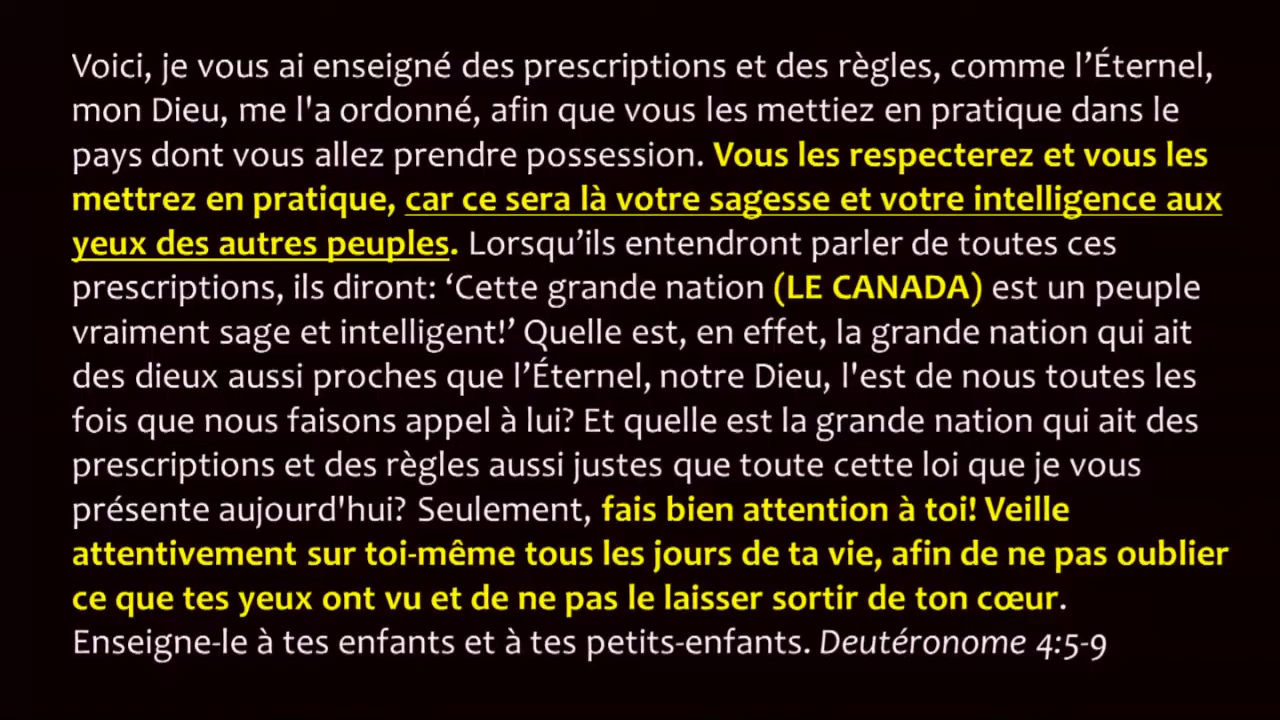 Voici, je vous ai enseigné des prescriptions et des règles, comme l’Éternel,
mon Dieu, me l'a ordonné, afin que vous les mettiez en pratique dans le
pays dont vous allez prendre possession. Vous les respecterez et vous les
mettrez en pratique, car ce sera là votre sagesse et votre intelligence aux
yeux des autres peuples. Lorsqu’ils entendront parler de toutes ces
prescriptions, ils diront: ‘Cette grande nation (LE CANADA) est un peuple
vraiment sage et intelligent!’ Quelle est, en effet, la grande nation qui ait
des dieux aussi proches que l’Éternel, notre Dieu, l'est de nous toutes les
fois que nous faisons appel à lui? Et quelle est la grande nation qui ait des
prescriptions et des règles aussi justes que toute cette loi que je vous
présente aujourd'hui? Seulement, fais bien attention à toi! Veille
attentivement sur toi-même tous les jours de ta vie, afin de ne pas oublier
ce que tes yeux ont vu et de ne pas le laisser sortir de ton cœur.
Enseigne-le à tes enfants et à tes petits-enfants. Deutéronome 4:5-9